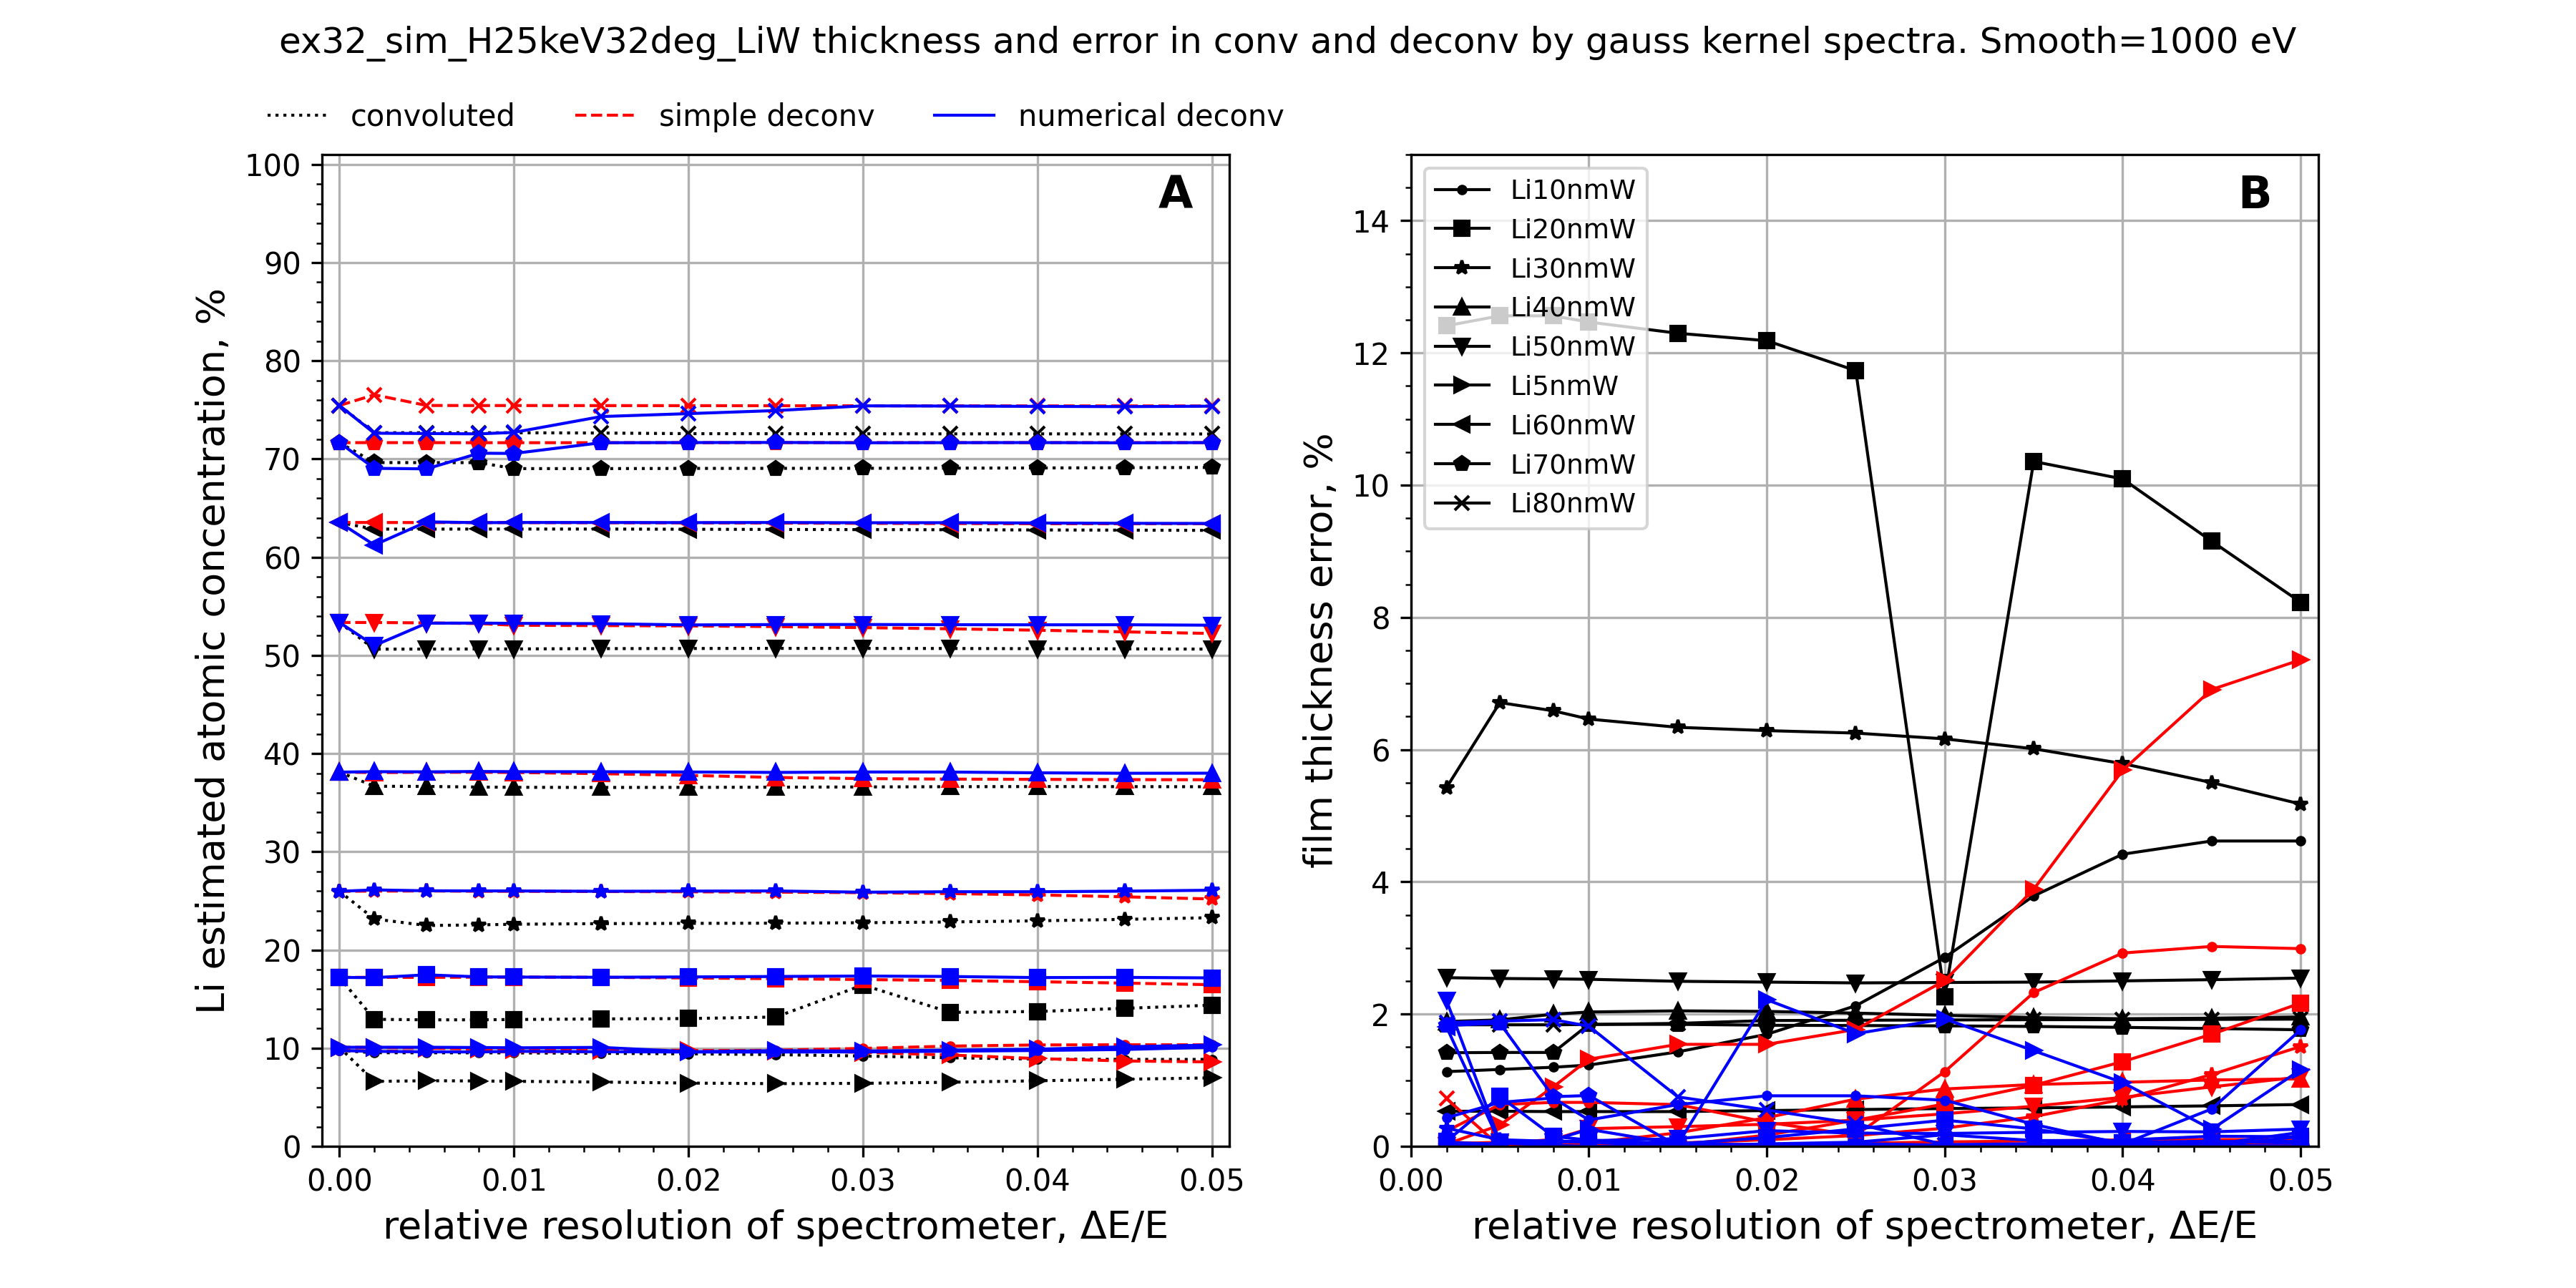 ex32_sim_H25keV32deg_LiW thickness and error in conv and deconv by gauss kernel spectra. Smooth=1000 eV
convoluted simple deconv numerical deconv
A
100
90
80
70
60
50
40
30
20
10
0
Li estimated atomic concentration, %
0.00 0.01 0.02 0.03 0.04 0.05
relative resolution of spectrometer, ΔE/E
B
Li10nmW
Li20nmW
Li30nmW
Li40nmW
Li50nmW
Li5nmW
Li60nmW
Li70nmW
Li80nmW
14
12
10
8
6
4
2
0
film thickness error, %
0.00 0.01 0.02 0.03 0.04 0.05
relative resolution of spectrometer, ΔE/E